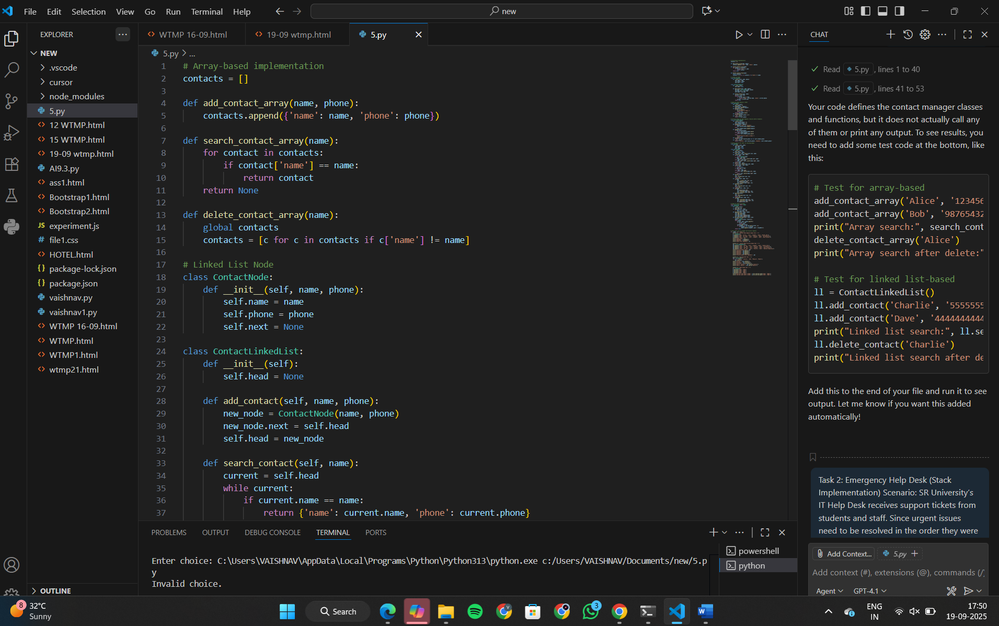 File Edit Selection View Go Run Terminal Help
new
EXPLORER
NEW
.vscode
cursor
node_modules
5.py
12 WTMP.html
15 WTMP.html
19-09 wtmp.html
AI9.3.py
ass1.html
Bootstrap1.html
Bootstrap2.html
JS experiment.js
# file1.css
HOTEL.html
{} package-lock.json
{} package.json
vaishnav.py
vaishnav1.py
WTMP 16-09.html
WTMP.html
WTMP1.html
wtmp21.html
OUTLINE
WTMP 16-09.html
19-09 wtmp.html
5.py
5.py > ...
1 # Array-based implementation
2 contacts = []
3
4 def add_contact_array(name, phone):
5 contacts.append({'name': name, 'phone': phone})
6
7 def search_contact_array(name):
8 for contact in contacts:
9 if contact['name'] == name:
10 return contact
11 return None
12
13 def delete_contact_array(name):
14 global contacts
15 contacts = [c for c in contacts if c['name'] != name]
16
17 # Linked List Node
18 class ContactNode:
19 def __init__(self, name, phone):
20 self.name = name
21 self.phone = phone
22 self.next = None
23
24 class ContactLinkedList:
25 def __init__(self):
26 self.head = None
27
28 def add_contact(self, name, phone):
29 new_node = ContactNode(name, phone)
30 new_node.next = self.head
31 self.head = new_node
32
33 def search_contact(self, name):
34 current = self.head
35 while current:
36 if current.name == name:
37 return {'name': current.name, 'phone': current.phone}
PROBLEMS OUTPUT DEBUG CONSOLE TERMINAL PORTS
Enter choice: C:\Users\VAISHNAV\AppData\Local\Programs\Python\Python313\python.exe c:/Users/VAISHNAV/Documents/new/5.p
y
Invalid choice.
powershell
python
CHAT
Read 5.py, lines 1 to 40
Read 5.py, lines 41 to 53
Your code defines the contact manager classes
and functions, but it does not actually call any
of them or print any output. To see results, you
need to add some test code at the bottom, like
this:
# Test for array-based
add_contact_array('Alice', '123456
add_contact_array('Bob', '98765432
print("Array search:", search_cont
delete_contact_array('Alice')
print("Array search after delete:"
# Test for linked list-based
ll = ContactLinkedList()
ll.add_contact('Charlie', '5555555
ll.add_contact('Dave', '4444444444
print("Linked list search:", ll.se
ll.delete_contact('Charlie')
print("Linked list search after de
Add this to the end of your file and run it to see
output. Let me know if you want this added
automatically!
Task 2: Emergency Help Desk (Stack
Implementation) Scenario: SR University's
IT Help Desk receives support tickets from
students and staff. Since urgent issues
need to be resolved in the order they were
Add Context... 5.py +
Add context (#), extensions (@), commands (/
Agent GPT-4.1
8
32°C
Sunny
Search
3
ENG
IN
17:50
19-09-2025